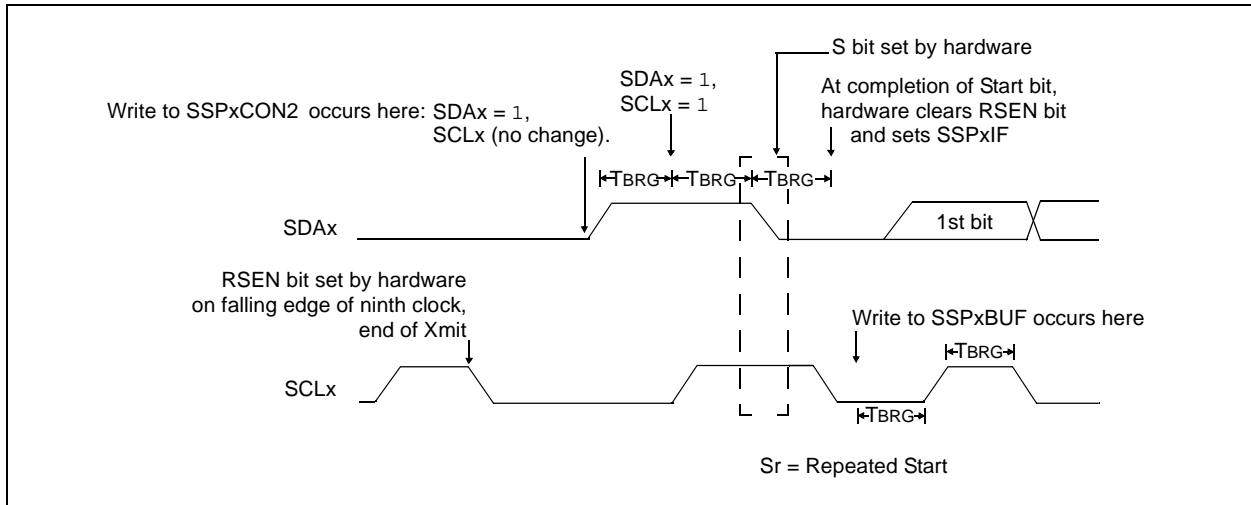 S bit set by hardware
SDAx = 1,
SCLx = 1
At completion of Start bit,
hardware clears RSEN bit
and sets SSPxIF
Write to SSPxCON2 occurs here: SDAx = 1,
SCLx (no change).
TBRG TBRG TBRG
SDAx
1st bit
RSEN bit set by hardware
on falling edge of ninth clock,
end of Xmit
Write to SSPxBUF occurs here
TBRG
SCLx
TBRG
Sr = Repeated Start